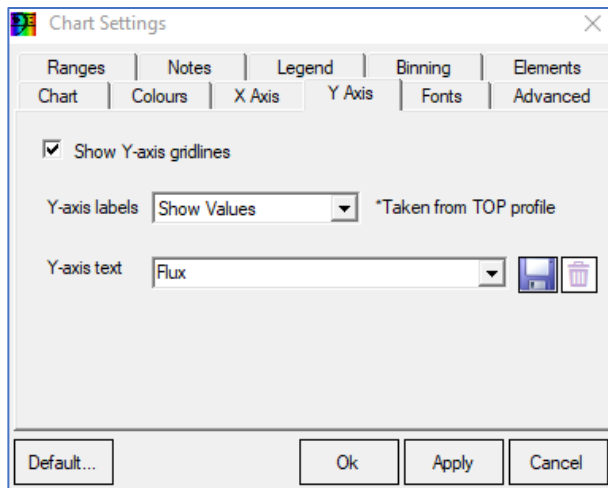 Chart Settings
Ranges Notes Legend Binning Elements
Chart Colours X Axis Y Axis Fonts Advanced
Show Y-axis gridlines
Y-axis labels Show Values *Taken from TOP profile
Y-axis text Flux
Default... Ok Apply Cancel